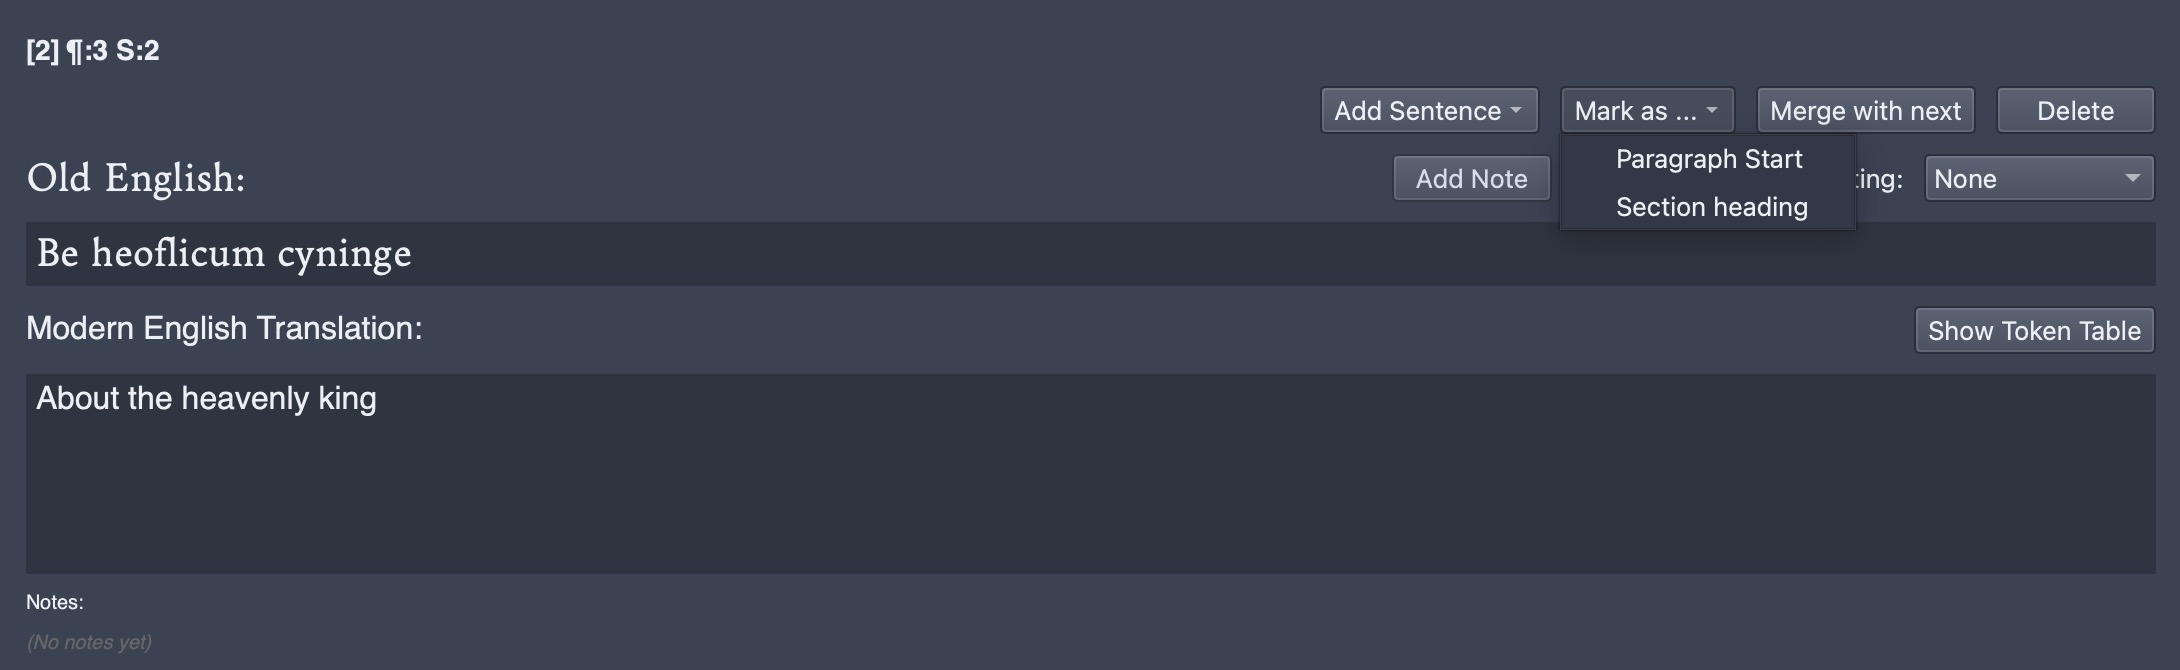 [2] ¶:3 S:2
Add Sentence Mark as ... Merge with next Delete
Paragraph Start
Old English: Add Note ting: None
Section heading
Be heoflicum cyninge
Modern English Translation: Show Token Table
About the heavenly king
Notes:
(No notes yet)